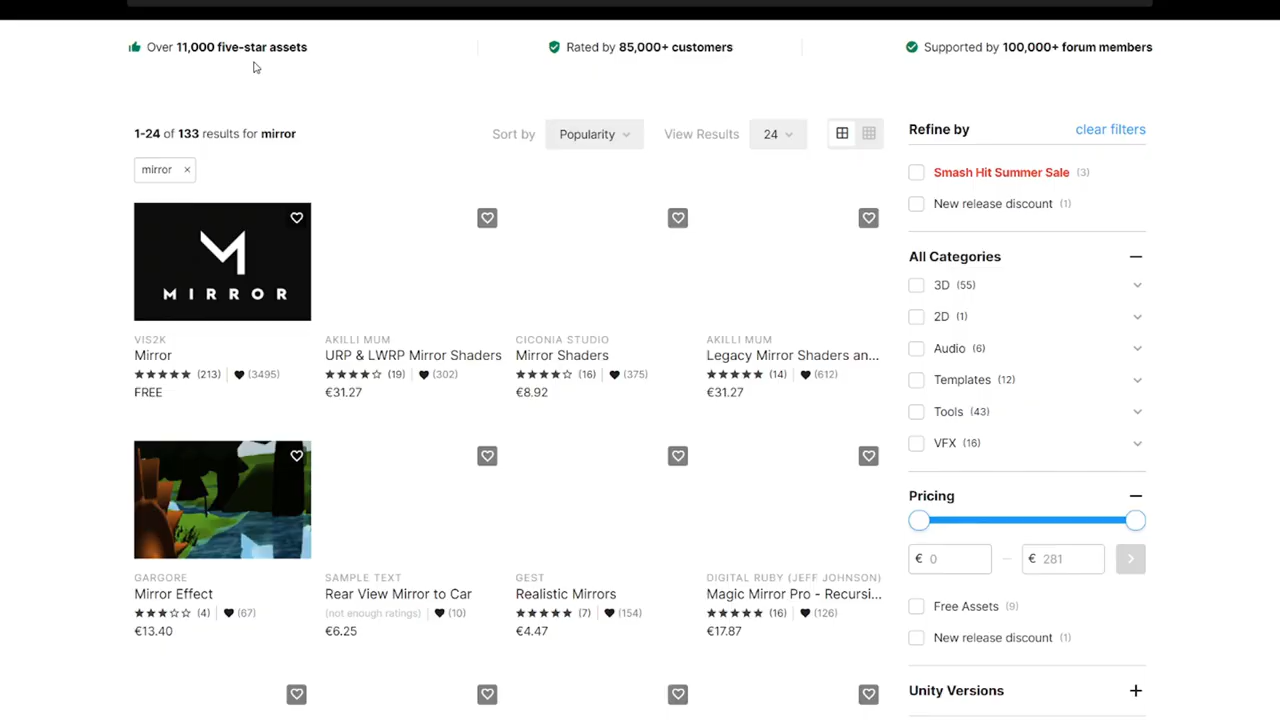 Over 11,000 five-star assets
Rated by 85,000+ customers
Supported by 100,000+ forum members
1-24 of 133 results for mirror
Sort by
Popularity
View Results
24
mirror ×
MIRROR
VIS2K
Mirror
(213) (3495)
FREE
AKILLI MUM
URP & LWRP Mirror Shaders
(19) (302)
€31.27
CICONIA STUDIO
Mirror Shaders
(16) (375)
€8.92
AKILLI MUM
Legacy Mirror Shaders an...
(14) (612)
€31.27
GARGORE
Mirror Effect
(4) (67)
€13.40
SAMPLE TEXT
Rear View Mirror to Car
(not enough ratings) (10)
€6.25
GEST
Realistic Mirrors
(7) (154)
€4.47
DIGITAL RUBY (JEFF JOHNSON)
Magic Mirror Pro - Recursi...
(16) (126)
€17.87
Refine by
clear filters
Smash Hit Summer Sale (3)
New release discount (1)
All Categories
3D (55)
2D (1)
Audio (6)
Templates (12)
Tools (43)
VFX (16)
Pricing
€ 0 — € 281
Free Assets (9)
New release discount (1)
Unity Versions